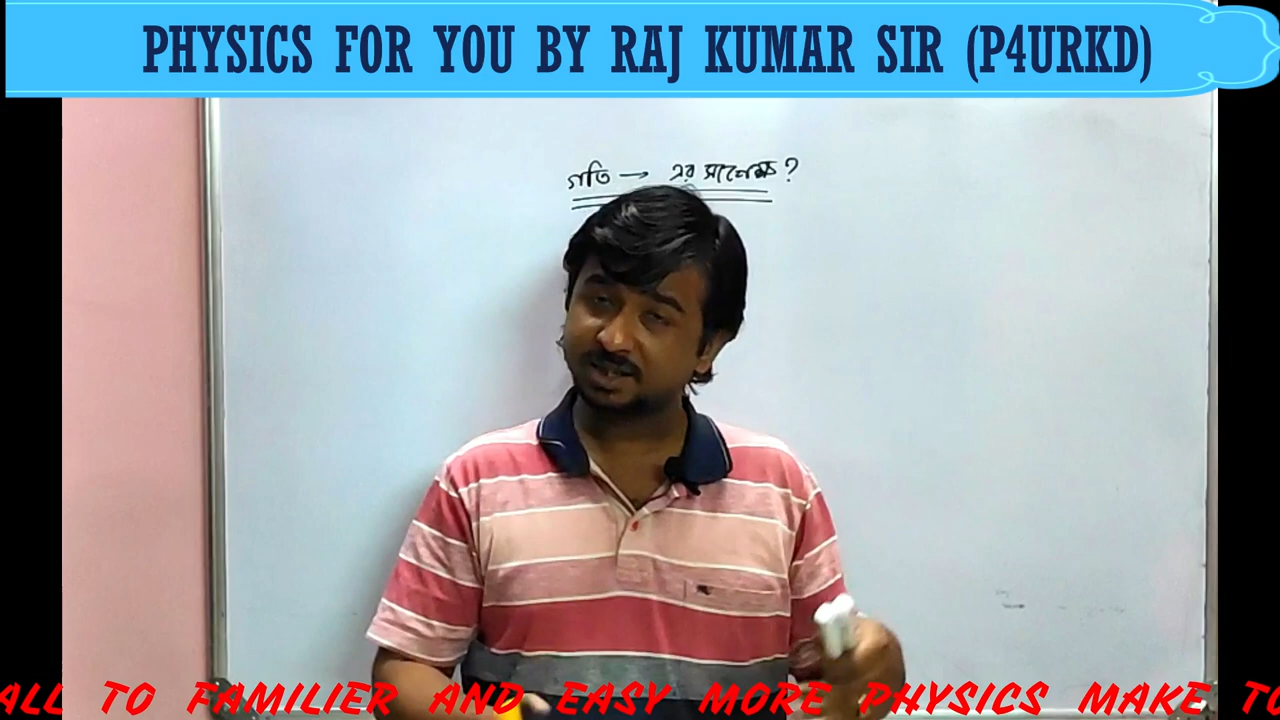 PHYSICS FOR YOU BY RAJ KUMAR SIR (P4URKD)
গতি → এর সাপেক্ষে ?
ALL TO FAMILIER AND EASY MORE PHYSICS MAKE TO